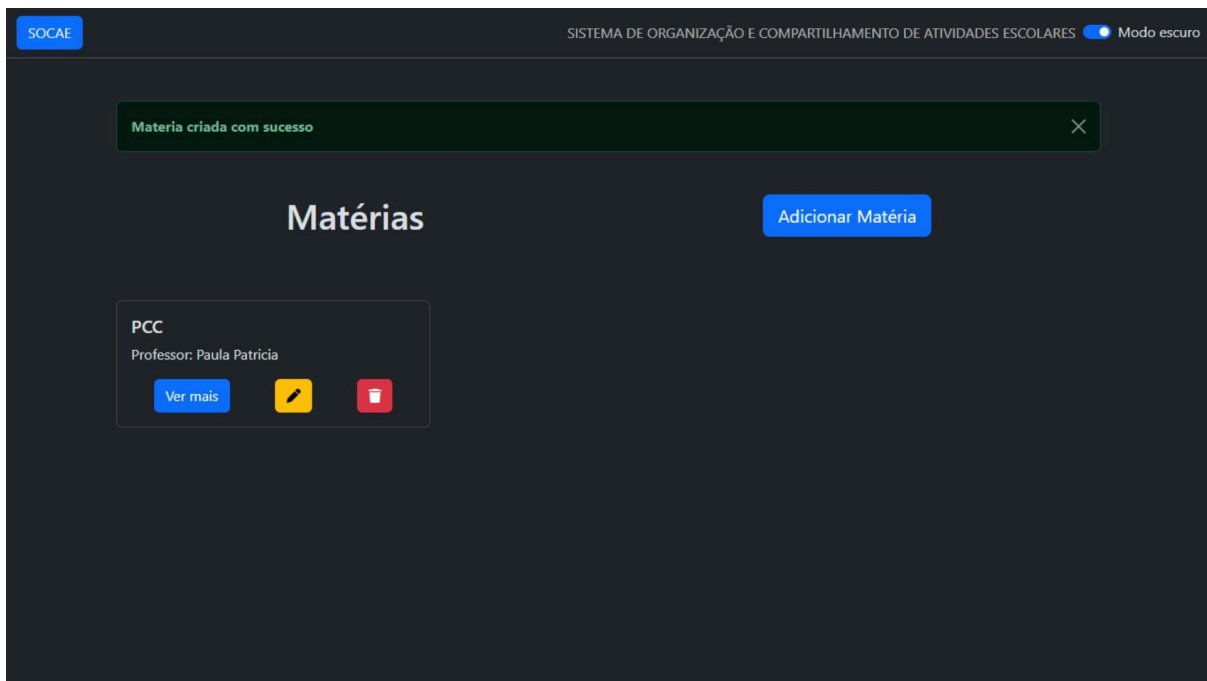 SOCAE
SISTEMA DE ORGANIZAÇÃO E COMPARTILHAMENTO DE ATIVIDADES ESCOLARES
Modo escuro
Materia criada com sucesso
Matérias
Adicionar Matéria
PCC
Professor: Paula Patricia
Ver mais